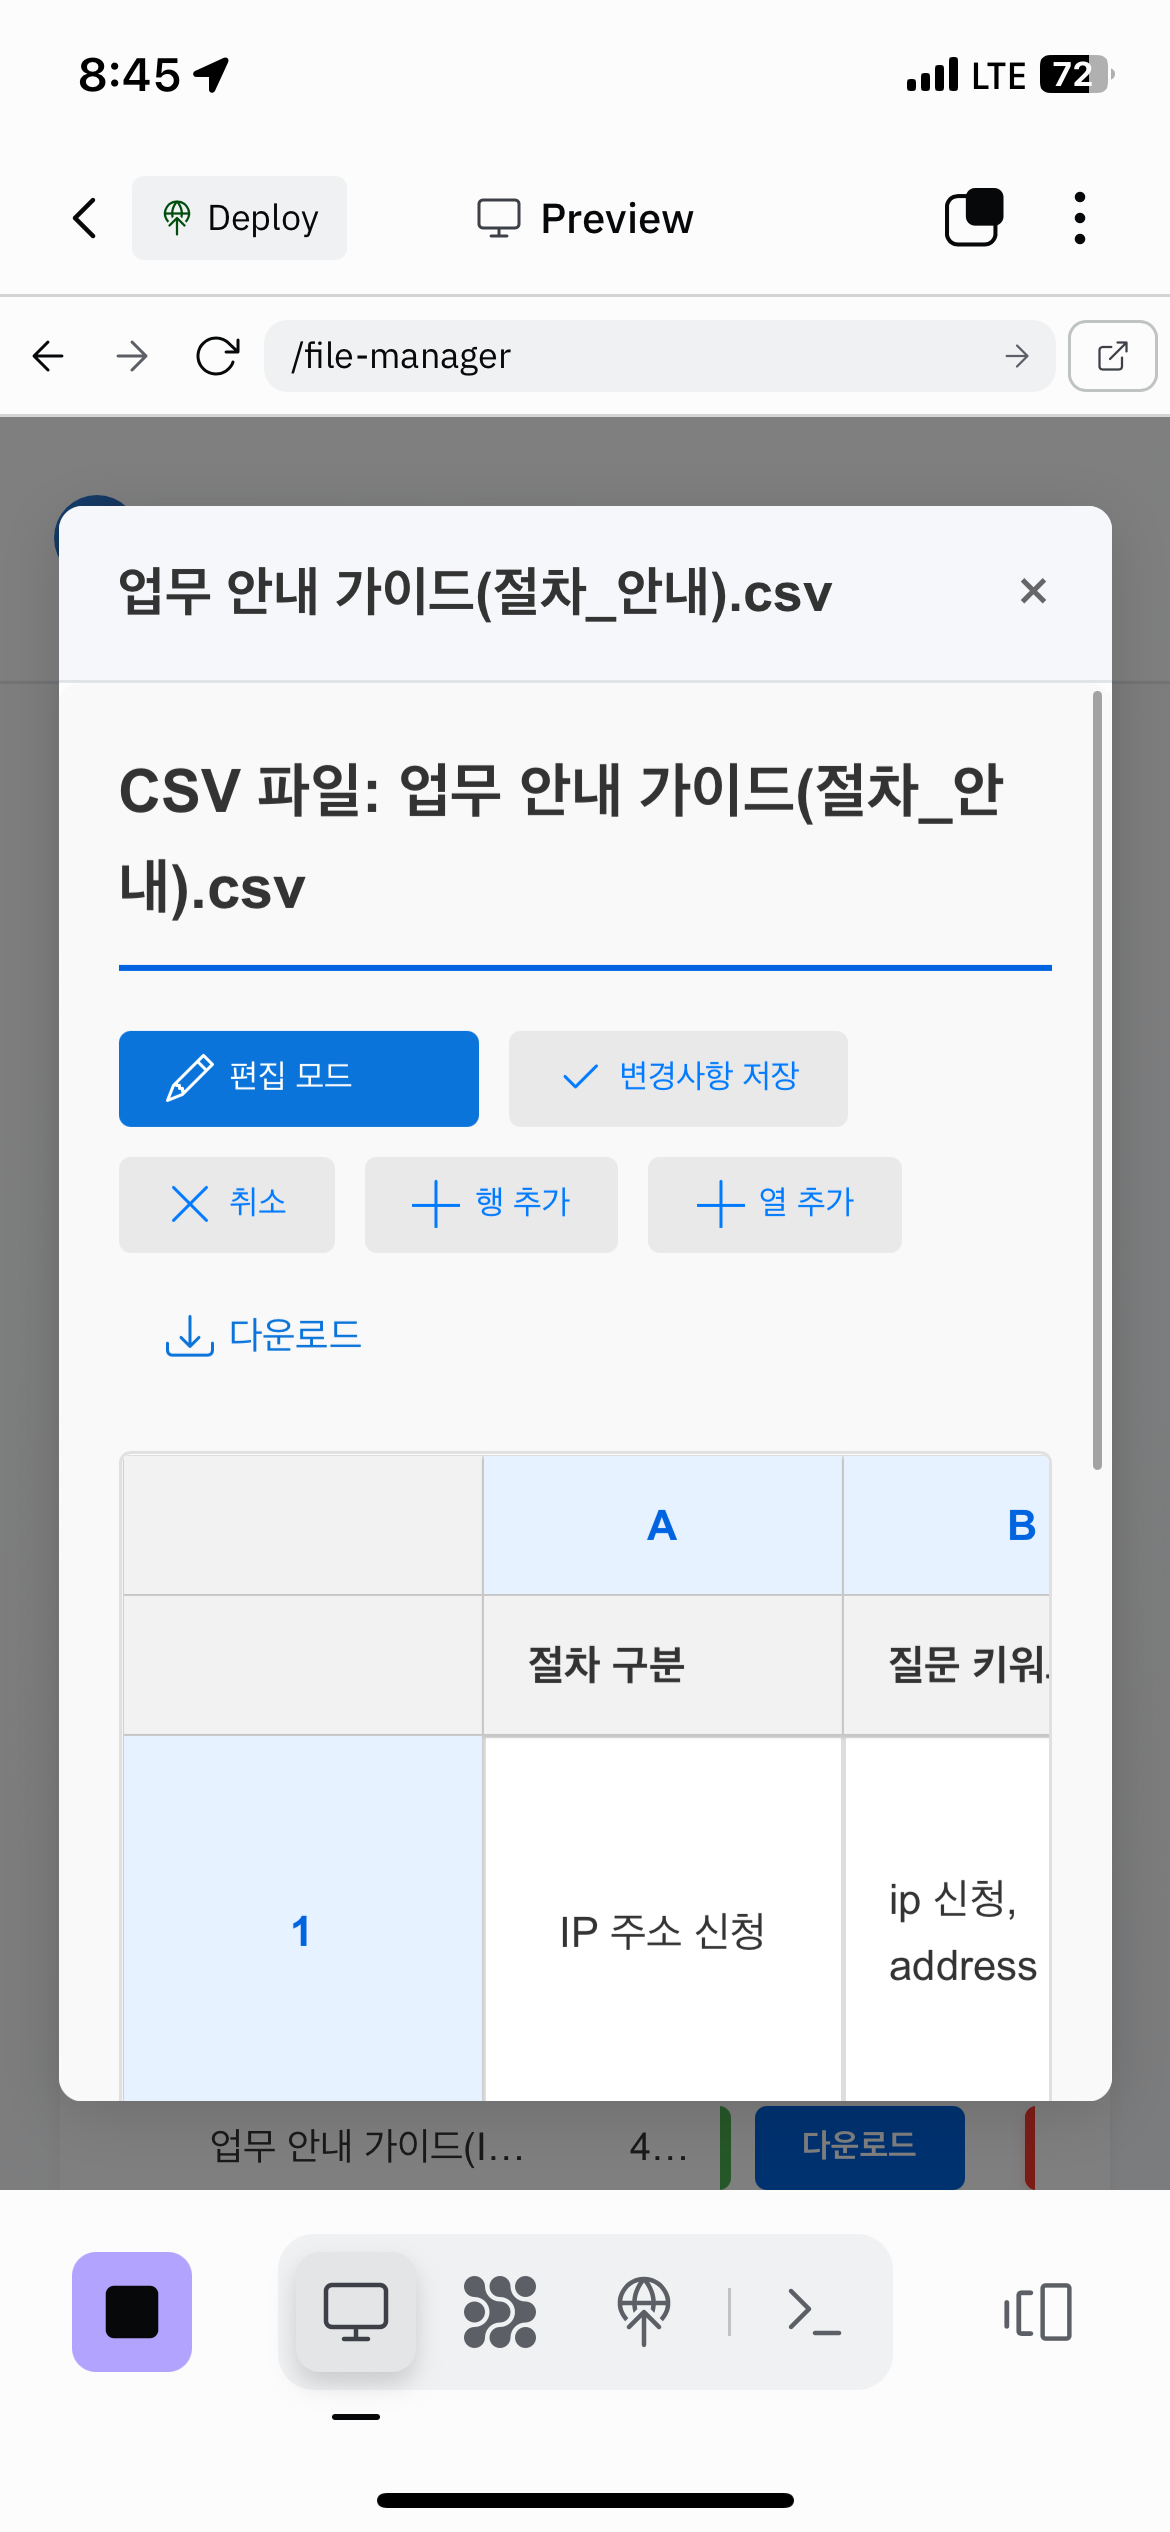 8:45
LTE 72
Deploy
Preview
/file-manager
업무 안내 가이드(절차_안내).csv
×
CSV 파일: 업무 안내 가이드(절차_안
내).csv
편집 모드
변경사항 저장
취소
행 추가
열 추가
다운로드
A B
절차 구분 질문 키워
1
IP 주소 신청
ip 신청,
address
업무 안내 가이드(I... 4... 다운로드